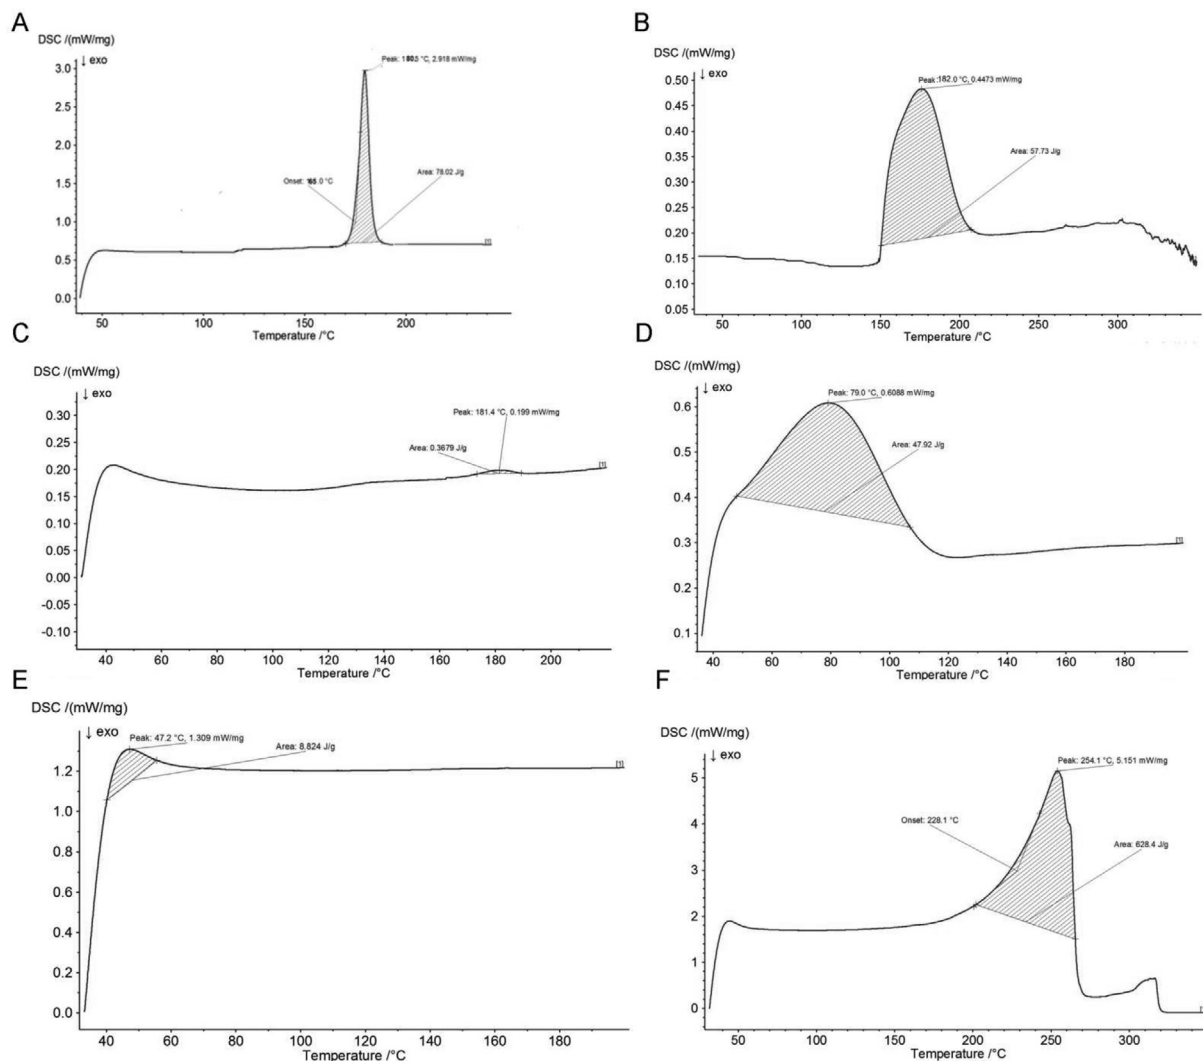 A
DSC /(mW/mg)
↓ exo
Peak: 180.5 °C, 2.918 mW/mg
3.0
2.5
2.0
1.5
1.0
0.5
0.0
Area: 78.02 J/g
Onset: 165.0 °C
[1]
50 100 150 200
Temperature /°C
B
DSC /(mW/mg)
↓ exo
Peak: 182.0 °C, 0.4473 mW/mg
0.50
0.45
0.40
0.35
0.30
0.25
0.20
0.15
0.10
0.05
Area: 57.73 J/g
50 100 150 200 250 300
Temperature /°C
C
DSC /(mW/mg)
↓ exo
Peak: 181.4 °C, 0.199 mW/mg
Area: 0.3679 J/g
0.30
0.25
0.20
0.15
0.10
0.05
0.00
-0.05
-0.10
[1]
40 60 80 100 120 140 160 180 200
Temperature /°C
D
DSC /(mW/mg)
↓ exo
Peak: 79.0 °C, 0.6088 mW/mg
Area: 47.92 J/g
0.6
0.5
0.4
0.3
0.2
0.1
[1]
40 60 80 100 120 140 160 180
Temperature /°C
E
DSC /(mW/mg)
↓ exo
Peak: 47.2 °C, 1.309 mW/mg
Area: 8.824 J/g
[1]
1.2
1.0
0.8
0.6
0.4
0.2
0.0
40 60 80 100 120 140 160 180
Temperature /°C
F
DSC /(mW/mg)
↓ exo
Peak: 254.1 °C, 5.151 mW/mg
Onset: 228.1 °C
Area: 628.4 J/g
5
4
3
2
1
0
50 100 150 200 250 300
Temperature /°C